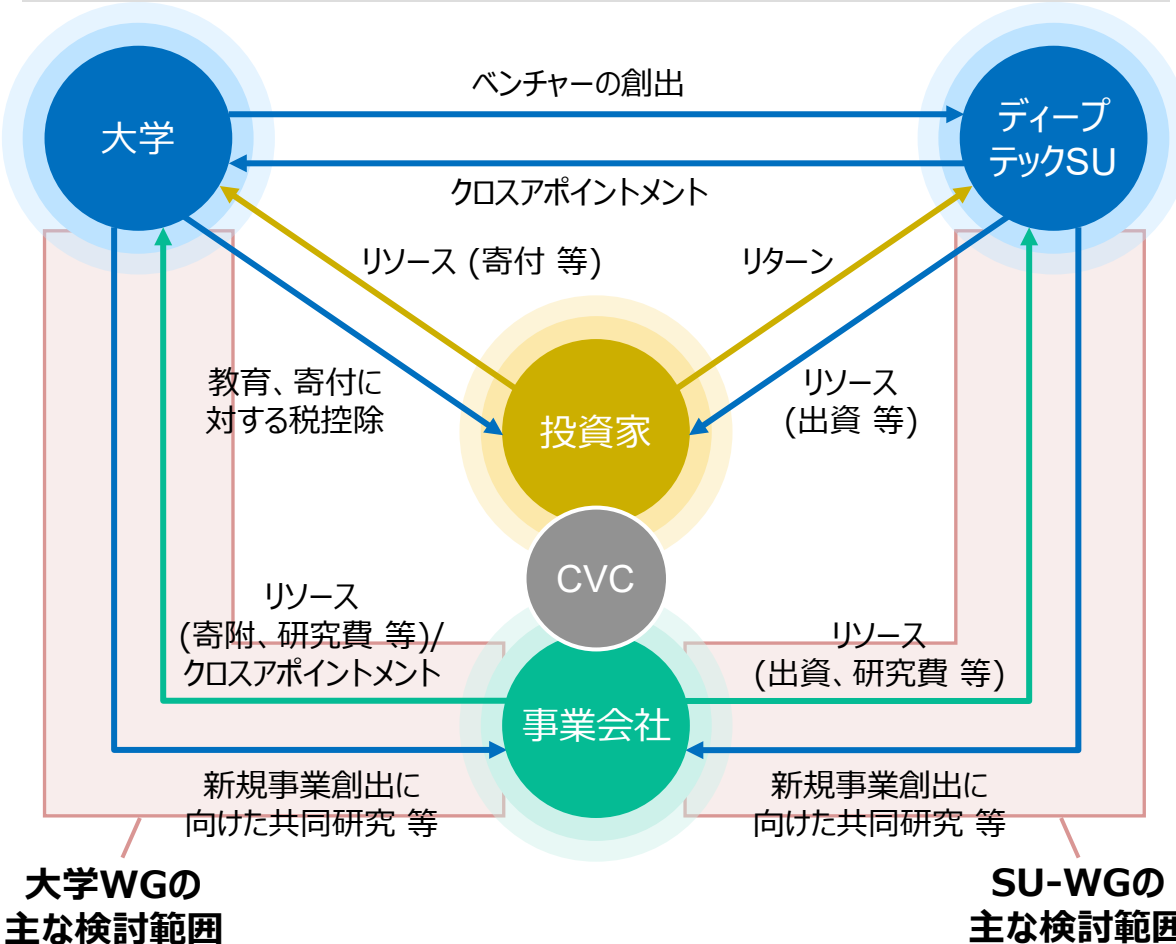 ベンチャーの創出
大学
ディープ
テックSU
クロスアポイントメント
リソース (寄付 等)
リターン
教育、寄付に
対する税控除
リソース
(出資 等)
投資家
CVC
リソース
(寄附、研究費 等)/
クロスアポイントメント
リソース
(出資、研究費 等)
事業会社
新規事業創出に
向けた共同研究 等
新規事業創出に
向けた共同研究 等
大学WGの
主な検討範囲
SU-WGの
主な検討範囲